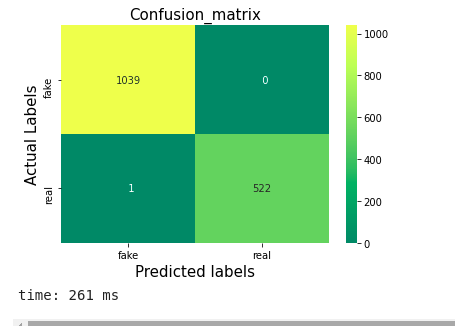 Confusion_matrix
1000
fake
1039
0
800
600
Actual Labels
400
real
1
522
200
0
fake
real
Predicted labels
time: 261 ms